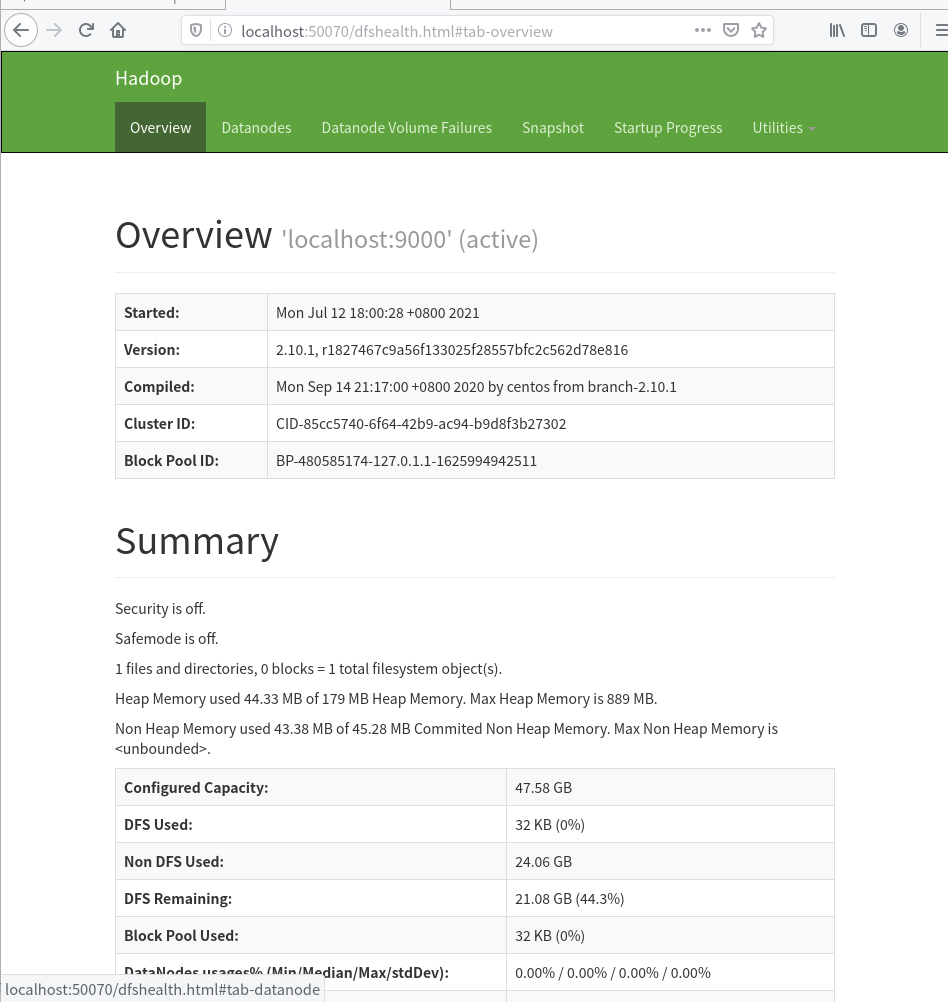 localhost:50070/dfshealth.html#tab-overview
Hadoop
Overview Datanodes Datanode Volume Failures Snapshot Startup Progress Utilities
Overview 'localhost:9000' (active)
Started: Mon Jul 12 18:00:28 +0800 2021
Version: 2.10.1, r1827467c9a56f133025f28557bfc2c562d78e816
Compiled: Mon Sep 14 21:17:00 +0800 2020 by centos from branch-2.10.1
Cluster ID: CID-85cc5740-6f64-42b9-ac94-b9d8f3b27302
Block Pool ID: BP-480585174-127.0.1.1-1625994942511
Summary
Security is off.
Safemode is off.
1 files and directories, 0 blocks = 1 total filesystem object(s).
Heap Memory used 44.33 MB of 179 MB Heap Memory. Max Heap Memory is 889 MB.
Non Heap Memory used 43.38 MB of 45.28 MB Commited Non Heap Memory. Max Non Heap Memory is
<unbounded>.
Configured Capacity: 47.58 GB
DFS Used: 32 KB (0%)
Non DFS Used: 24.06 GB
DFS Remaining: 21.08 GB (44.3%)
Block Pool Used: 32 KB (0%)
DataNodes usages% (Min/Median/Max/stdDev): 0.00% / 0.00% / 0.00% / 0.00%
localhost:50070/dfshealth.html#tab-datanode